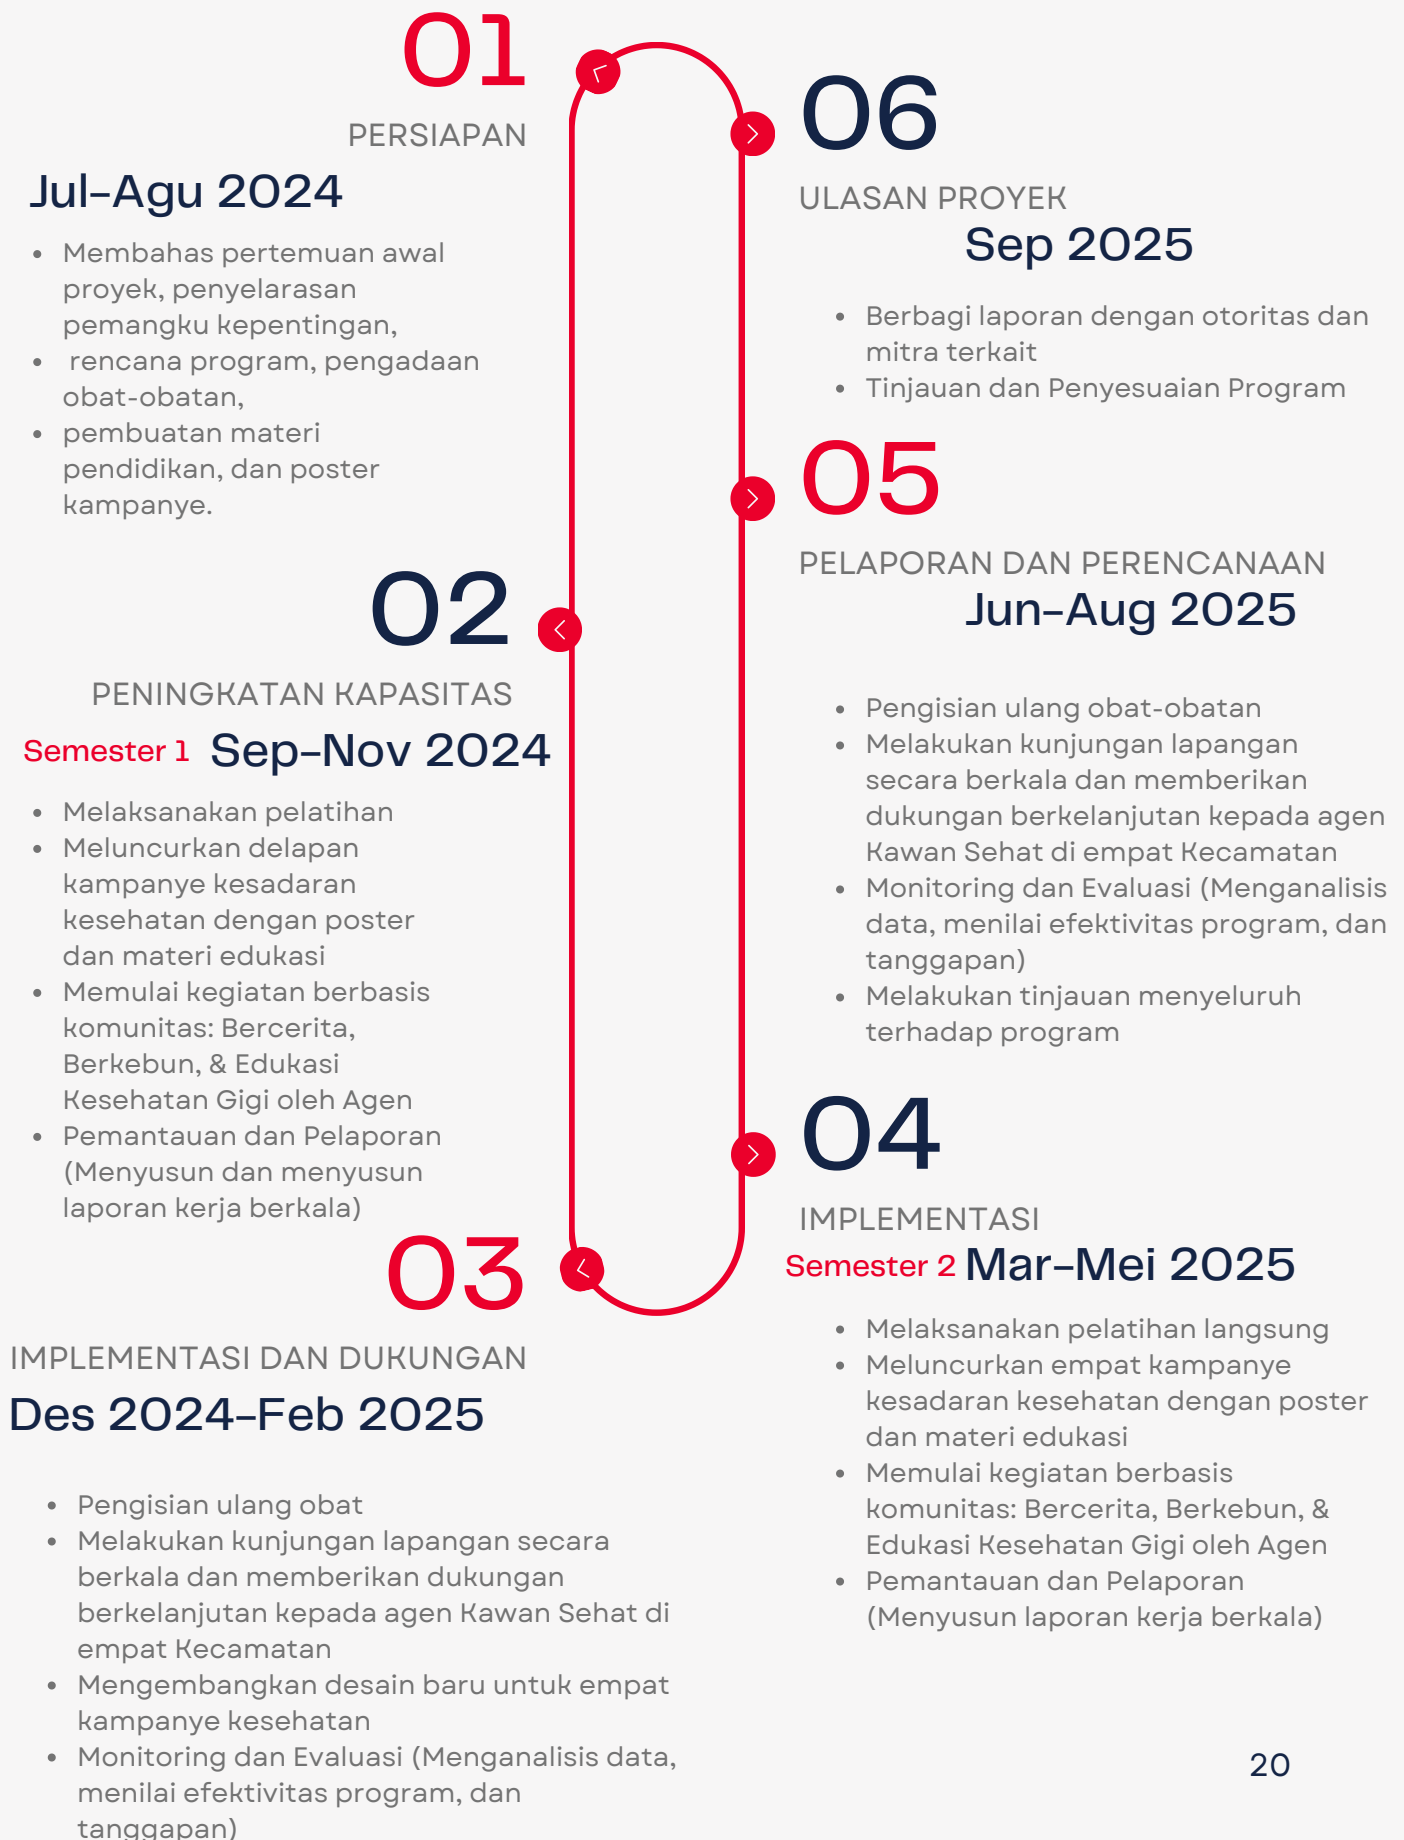 01
PERSIAPAN
Jul–Agu 2024
• Membahas pertemuan awal
proyek, penyelarasan
pemangku kepentingan,
• rencana program, pengadaan
obat-obatan,
• pembuatan materi
pendidikan, dan poster
kampanye.
02
PENINGKATAN KAPASITAS
Semester 1 Sep–Nov 2024
• Melaksanakan pelatihan
• Meluncurkan delapan
kampanye kesadaran
kesehatan dengan poster
dan materi edukasi
• Memulai kegiatan berbasis
komunitas: Bercerita,
Berkebun, & Edukasi
Kesehatan Gigi oleh Agen
• Pemantauan dan Pelaporan
(Menyusun dan menyusun
laporan kerja berkala)
03
IMPLEMENTASI DAN DUKUNGAN
Des 2024–Feb 2025
• Pengisian ulang obat
• Melakukan kunjungan lapangan secara
berkala dan memberikan dukungan
berkelanjutan kepada agen Kawan Sehat di
empat Kecamatan
• Mengembangkan desain baru untuk empat
kampanye kesehatan
• Monitoring dan Evaluasi (Menganalisis data,
menilai efektivitas program, dan
tanggapan)
04
IMPLEMENTASI
Semester 2 Mar–Mei 2025
• Melaksanakan pelatihan langsung
• Meluncurkan empat kampanye
kesadaran kesehatan dengan poster
dan materi edukasi
• Memulai kegiatan berbasis
komunitas: Bercerita, Berkebun, &
Edukasi Kesehatan Gigi oleh Agen
• Pemantauan dan Pelaporan
(Menyusun laporan kerja berkala)
05
PELAPORAN DAN PERENCANAAN
Jun–Aug 2025
• Pengisian ulang obat-obatan
• Melakukan kunjungan lapangan
secara berkala dan memberikan
dukungan berkelanjutan kepada agen
Kawan Sehat di empat Kecamatan
• Monitoring dan Evaluasi (Menganalisis
data, menilai efektivitas program, dan
tanggapan)
• Melakukan tinjauan menyeluruh
terhadap program
06
ULASAN PROYEK
Sep 2025
• Berbagi laporan dengan otoritas dan
mitra terkait
• Tinjauan dan Penyesuaian Program
20